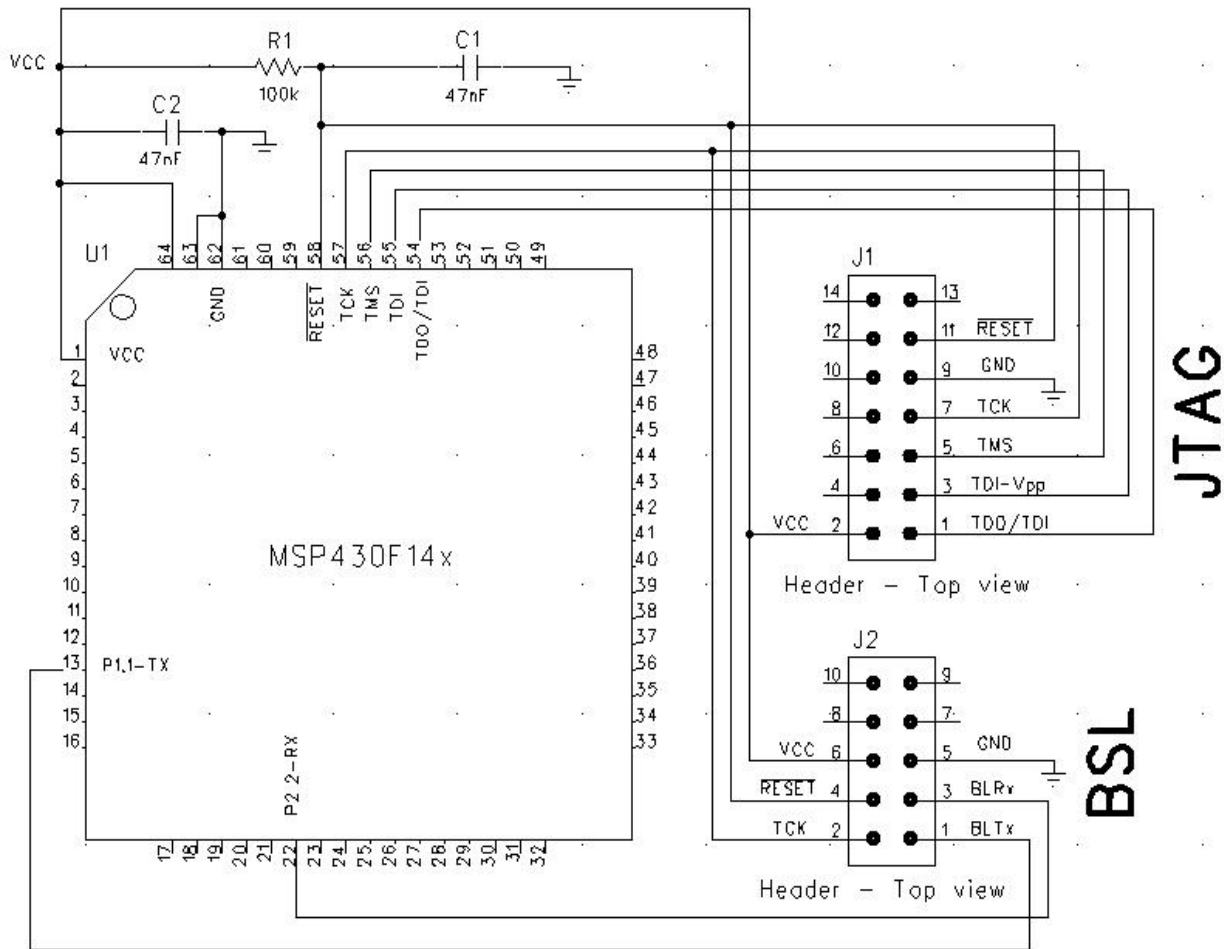 VCC
R1
100k
C1
47nF
C2
47nF
U1
64 63 62 61 60 59 58 57 56 55 54 53 52 51 50 49
GND
RESET
TCK
TMS
TDI
TDO/TDI
1 VCC
2
3
4
5
6
7
8
9
10
11
12
13 P1.1-TX
14
15
16
MSP430F14x
48
47
46
45
44
43
42
41
40
39
38
37
36
35
34
33
P2.2-RX
17 18 19 20 21 22 23 24 25 26 27 28 29 30 31 32
J1
14 13
12 11 RESET
10 9 GND
8 7 TCK
6 5 TMS
4 3 TDI-Vpp
VCC 2 1 TDO/TDI
Header - Top view
JTAG
J2
10 9
8 7
VCC 6 5 GND
RESET 4 3 BLRx
TCK 2 1 BLTx
Header - Top view
BSL